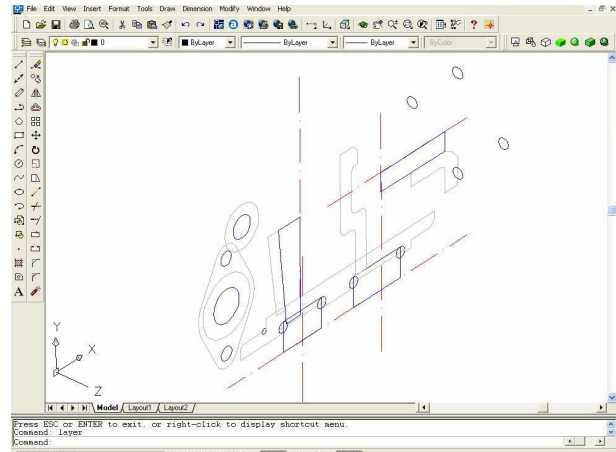 File Edit View Insert Format Tools Draw Dimension Modify Window Help
0 ByLayer ByLayer ByLayer ByColor
A
Y
X
Z
Model Layout1 Layout2
Press ESC or ENTER to exit, or right-click to display shortcut menu.
Command: layer
Command: